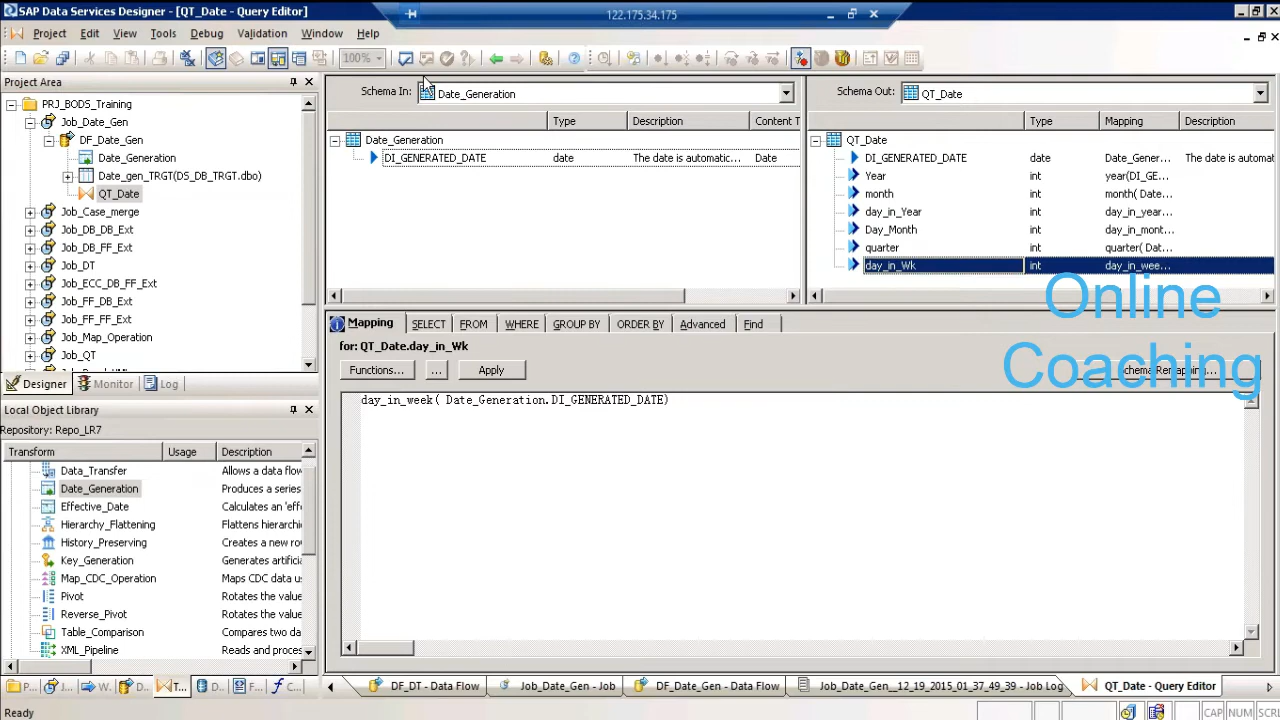 SAP Data Services Designer - [QT_Date - Query Editor]
122.175.34.175
Project Edit View Tools Debug Validation Window Help
100%
Project Area
PRJ_BODS_Training
Job_Date_Gen
DF_Date_Gen
Date_Generation
Date_gen_TRGT(DS_DB_TRGT.dbo)
QT_Date
Job_Case_merge
Job_DB_DB_Ext
Job_DB_FF_Ext
Job_DT
Job_ECC_DB_FF_Ext
Job_FF_DB_Ext
Job_FF_FF_Ext
Job_Map_Operation
Job_QT
Designer Monitor Log
Schema In: Date_Generation
Type Description Content T
Date_Generation
DI_GENERATED_DATE date The date is automatic... Date
Schema Out: QT_Date
Type Mapping Description
QT_Date
DI_GENERATED_DATE date Date_Gener... The date is automat
Year int year(DI_GE...
month int month( Date...
day_in_Year int day_in_year...
Day_Month int day_in_mont...
quarter int quarter( Dat...
day_in_Wk int day_in_wee...
Online
Coaching
Mapping SELECT FROM WHERE GROUP BY ORDER BY Advanced Find
for: QT_Date.day_in_Wk
Functions... ... Apply Schema Remapping...
day_in_week( Date_Generation.DI_GENERATED_DATE)
Local Object Library
Repository: Repo_LR7
Transform Usage Description
Data_Transfer Allows a data flow
Date_Generation Produces a series
Effective_Date Calculates an 'effe
Hierarchy_Flattening Flattens hierarchi
History_Preserving Creates a new ro
Key_Generation Generates artificia
Map_CDC_Operation Maps CDC data us
Pivot Rotates the value
Reverse_Pivot Rotates the value
Table_Comparison Compares two da
XML_Pipeline Reads and proces
P... J... W... D... T... D... F... C...
DF_DT - Data Flow Job_Date_Gen - Job DF_Date_Gen - Data Flow Job_Date_Gen__12_19_2015_01_37_49_39 - Job Log QT_Date - Query Editor
Ready
CAP NUM SCRL